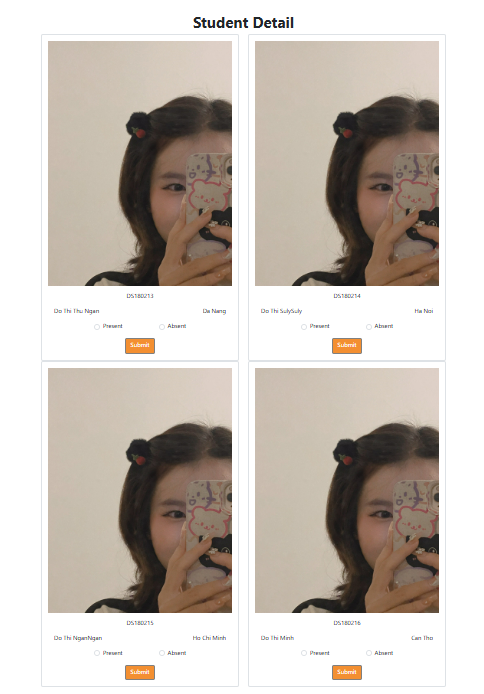 Student Detail
DS180213
Do Thi Thu Ngan Da Nang
Present Absent
Submit
DS180214
Do Thi SulySuly Ha Noi
Present Absent
Submit
DS180215
Do Thi NganNgan Ho Chi Minh
Present Absent
Submit
DS180216
Do Thi Minh Can Tho
Present Absent
Submit